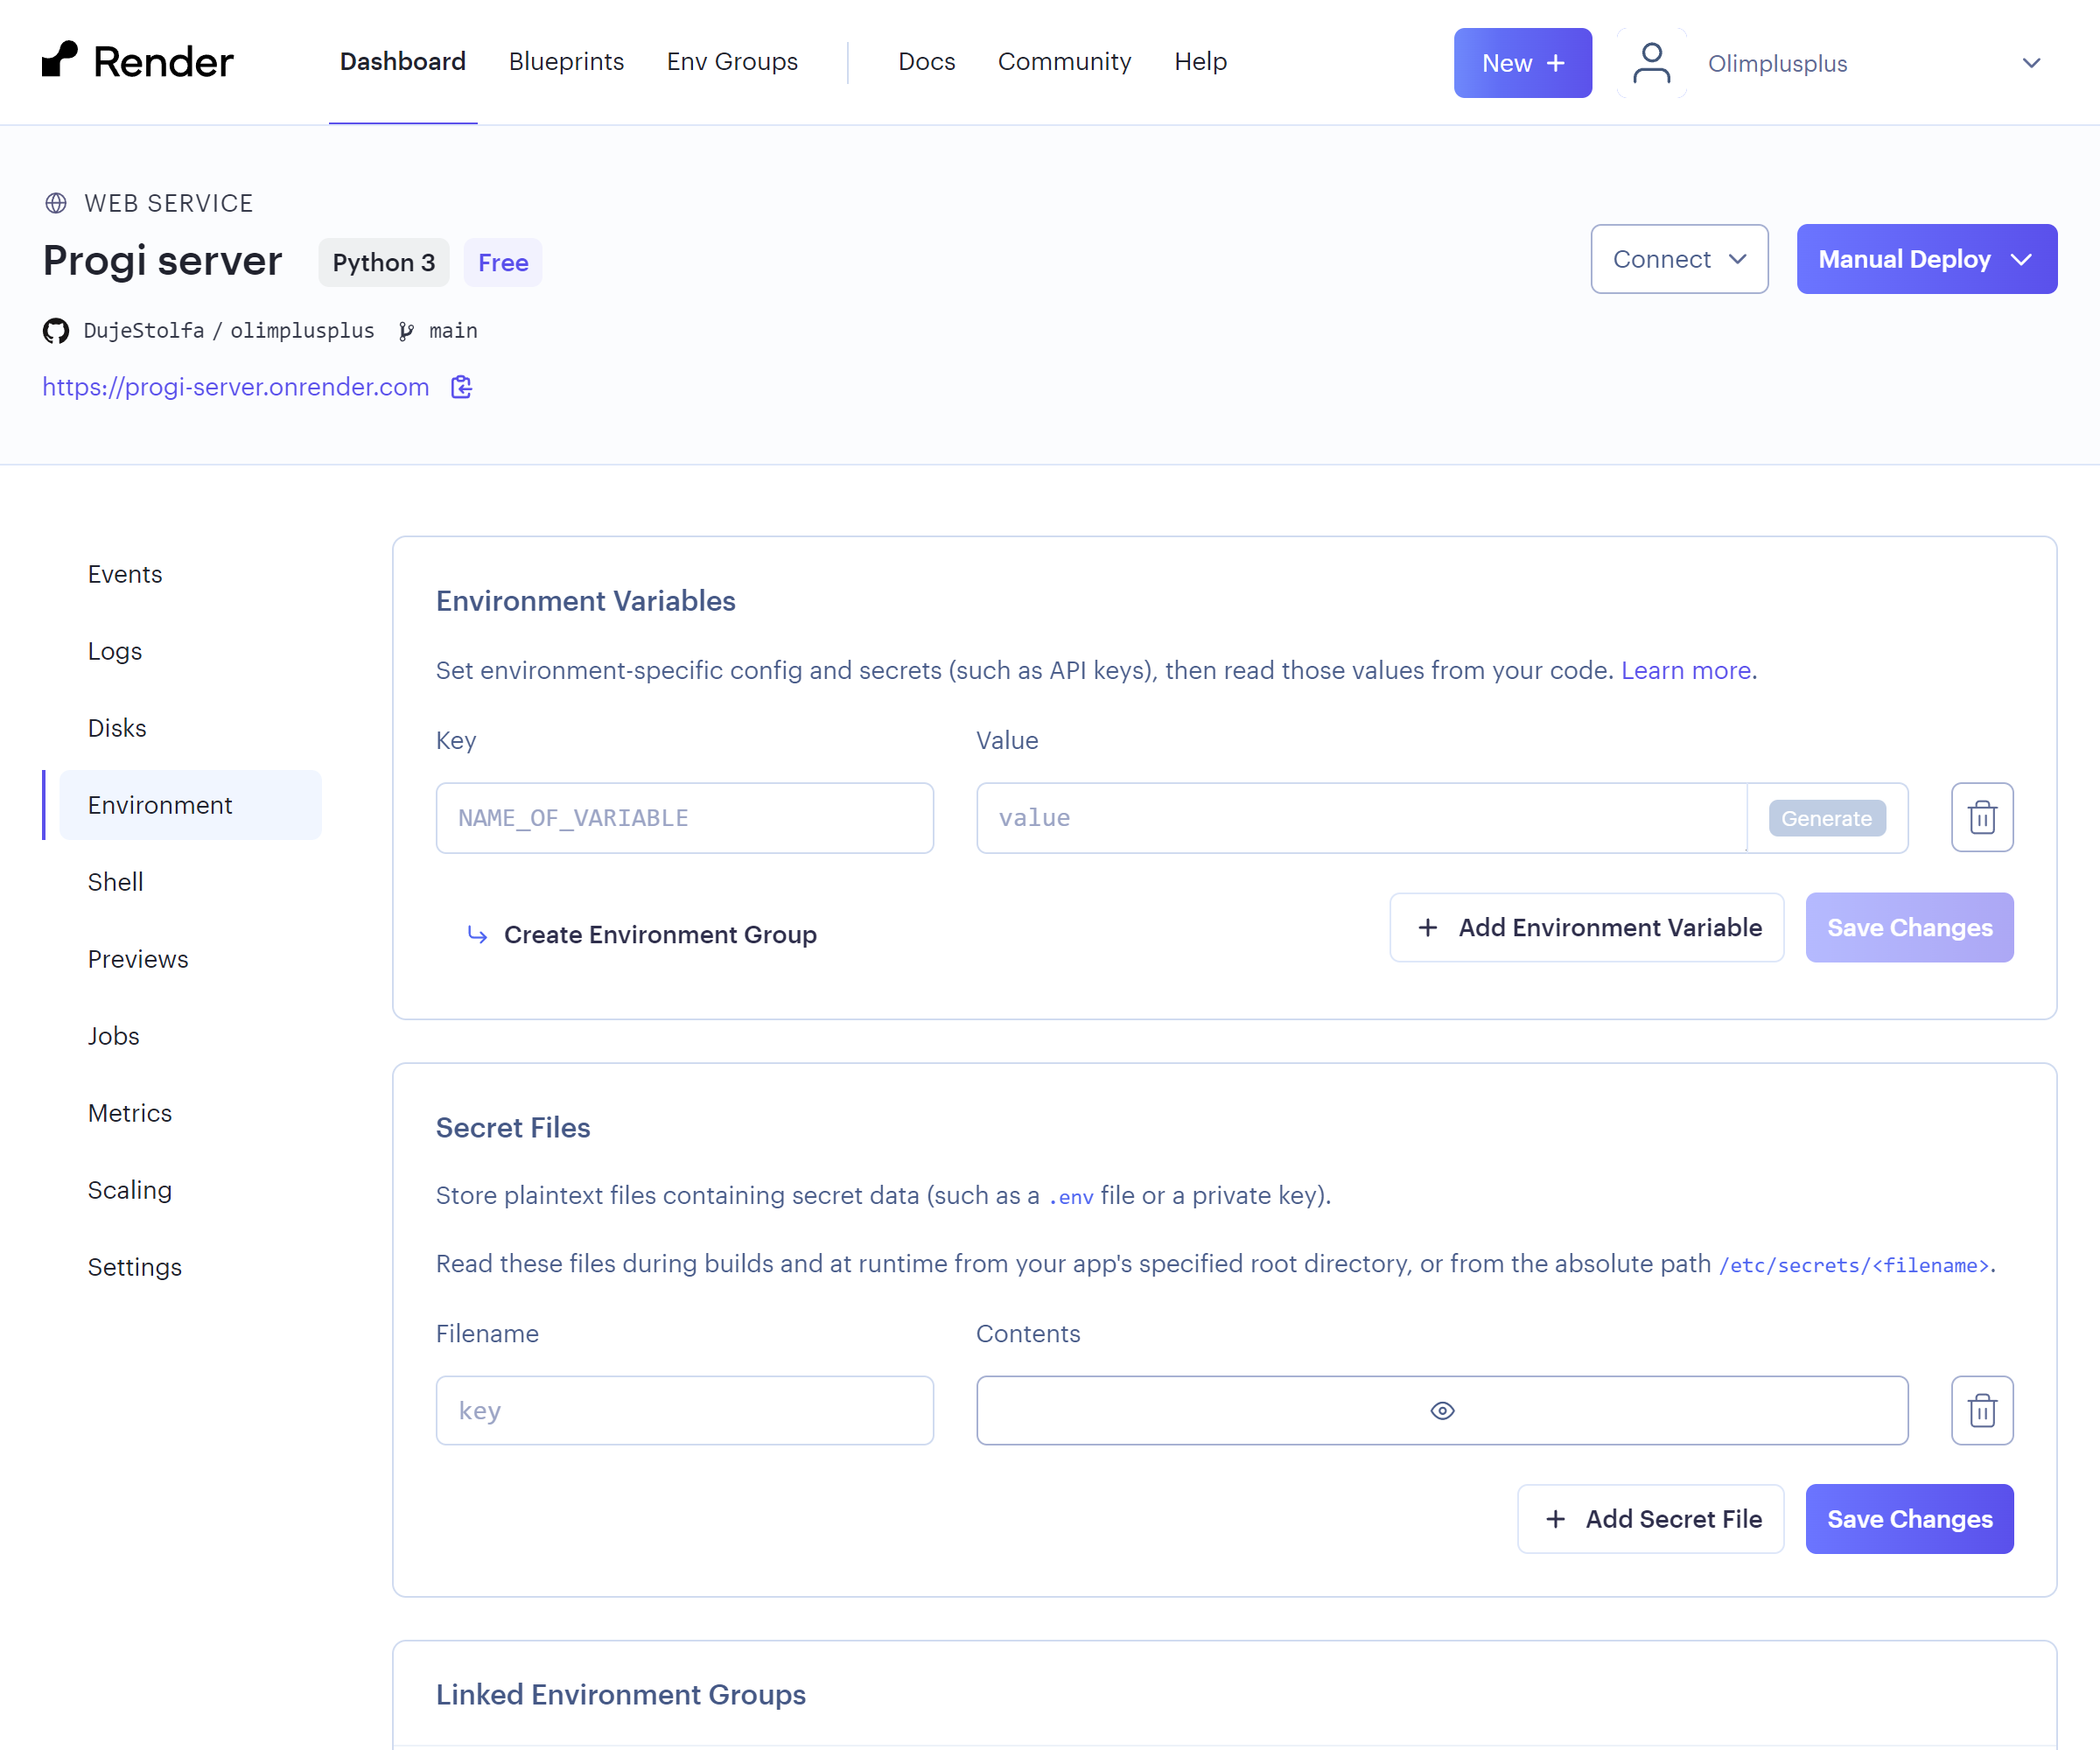 Render Dashboard Blueprints Env Groups Docs Community Help New + Olimplusplus
WEB SERVICE
Progi server Python 3 Free Connect Manual Deploy
DujeStolfa / olimplusplus main
https://progi-server.onrender.com
Events
Logs
Disks
Environment
Shell
Previews
Jobs
Metrics
Scaling
Settings
Environment Variables
Set environment-specific config and secrets (such as API keys), then read those values from your code. Learn more.
Key Value
NAME_OF_VARIABLE value Generate
Create Environment Group + Add Environment Variable Save Changes
Secret Files
Store plaintext files containing secret data (such as a .env file or a private key).
Read these files during builds and at runtime from your app's specified root directory, or from the absolute path /etc/secrets/<filename>.
Filename Contents
key
+ Add Secret File Save Changes
Linked Environment Groups